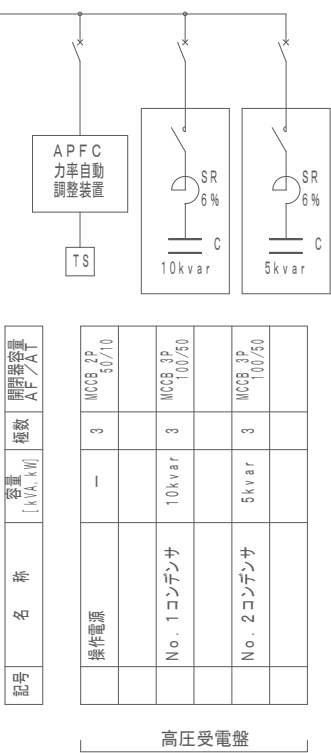 APFC
力率自動
調整装置
TS
SR
6%
C
10kvar
SR
6%
C
5kvar
開閉器容量
AF／AT
MCCB 2P
50/10
MCCB 3P
100/50
MCCB 3P
100/50
極数
3
3
3
容量
[kVA,kW]
－
10kvar
5kvar
名 称
操作電源
No.1コンデンサ
No.2コンデンサ
記号
高圧受電盤